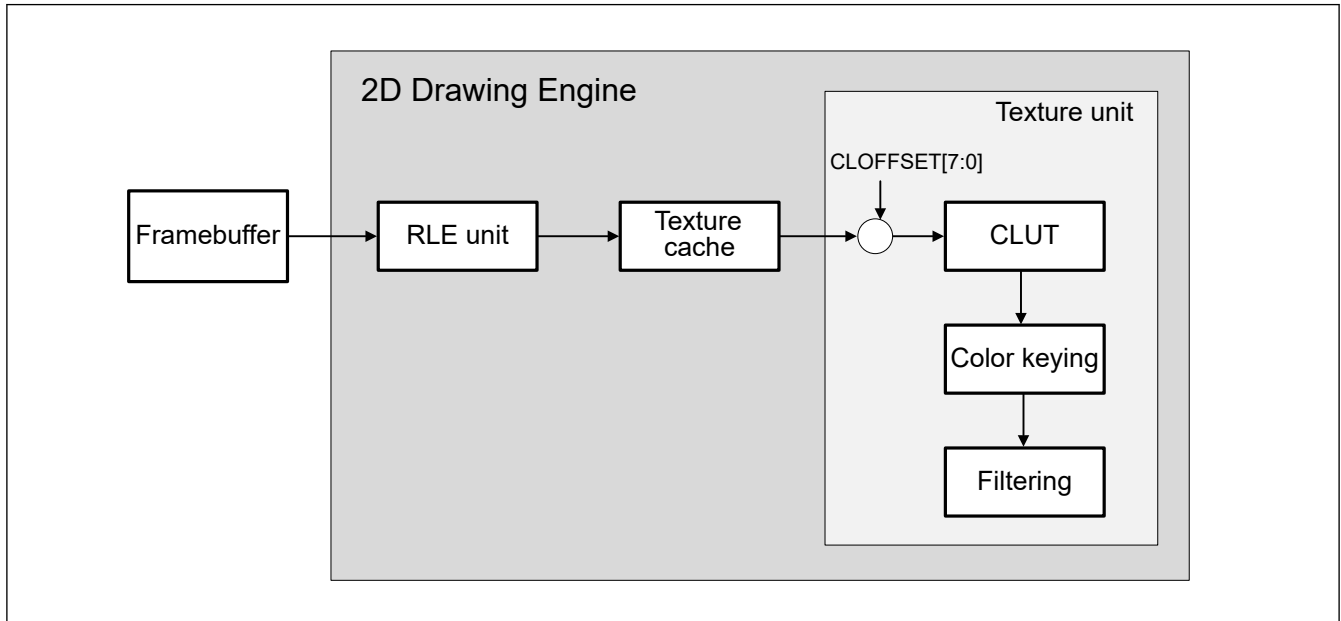 2D Drawing Engine
Texture unit
CLOFFSET[7:0]
Framebuffer
RLE unit
Texture
cache
CLUT
Color keying
Filtering